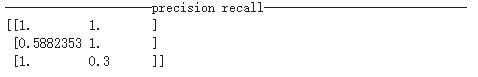 ————————————————precision recall————————————————————————
[[1.        1.       ]
 [0.5882353 1.       ]
 [1.        0.3      ]]